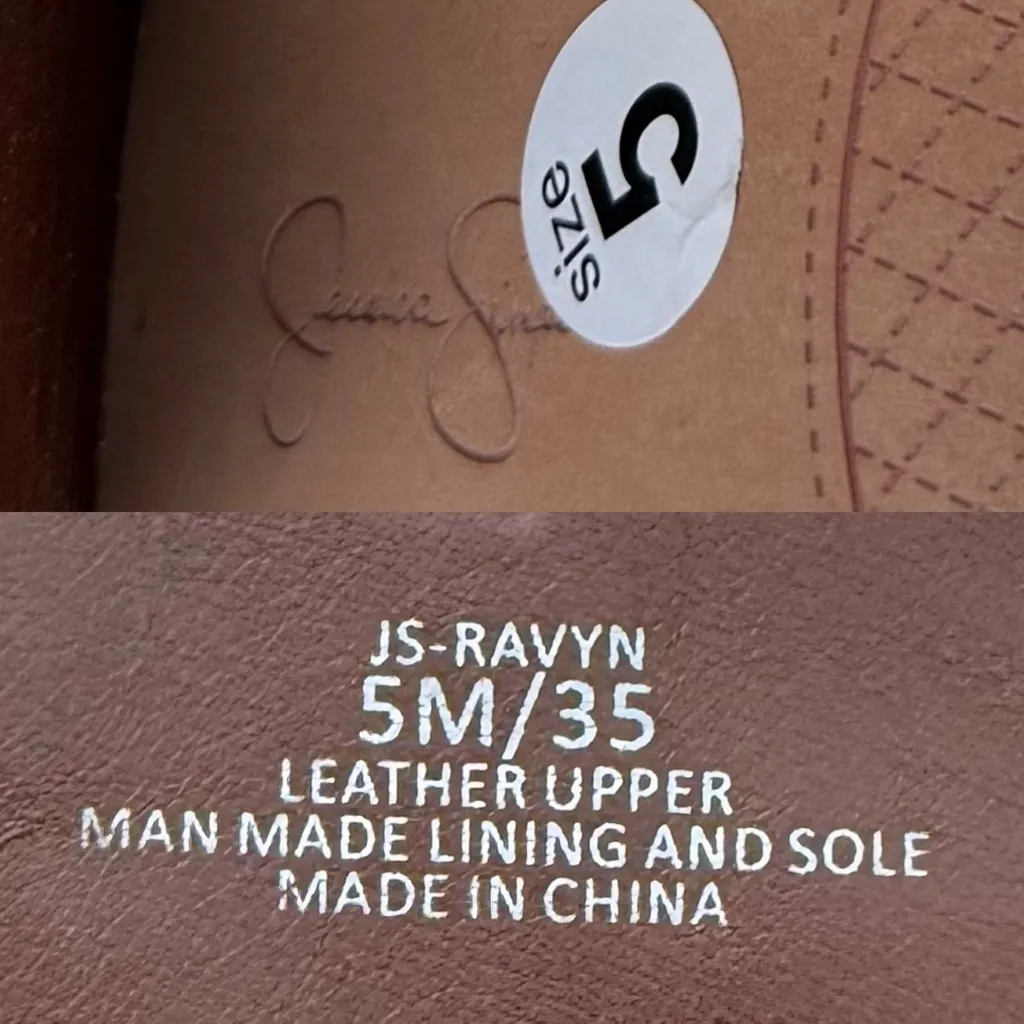 size
5
JS-RAVYN
5M/35
LEATHER UPPER
MAN MADE LINING AND SOLE
MADE IN CHINA